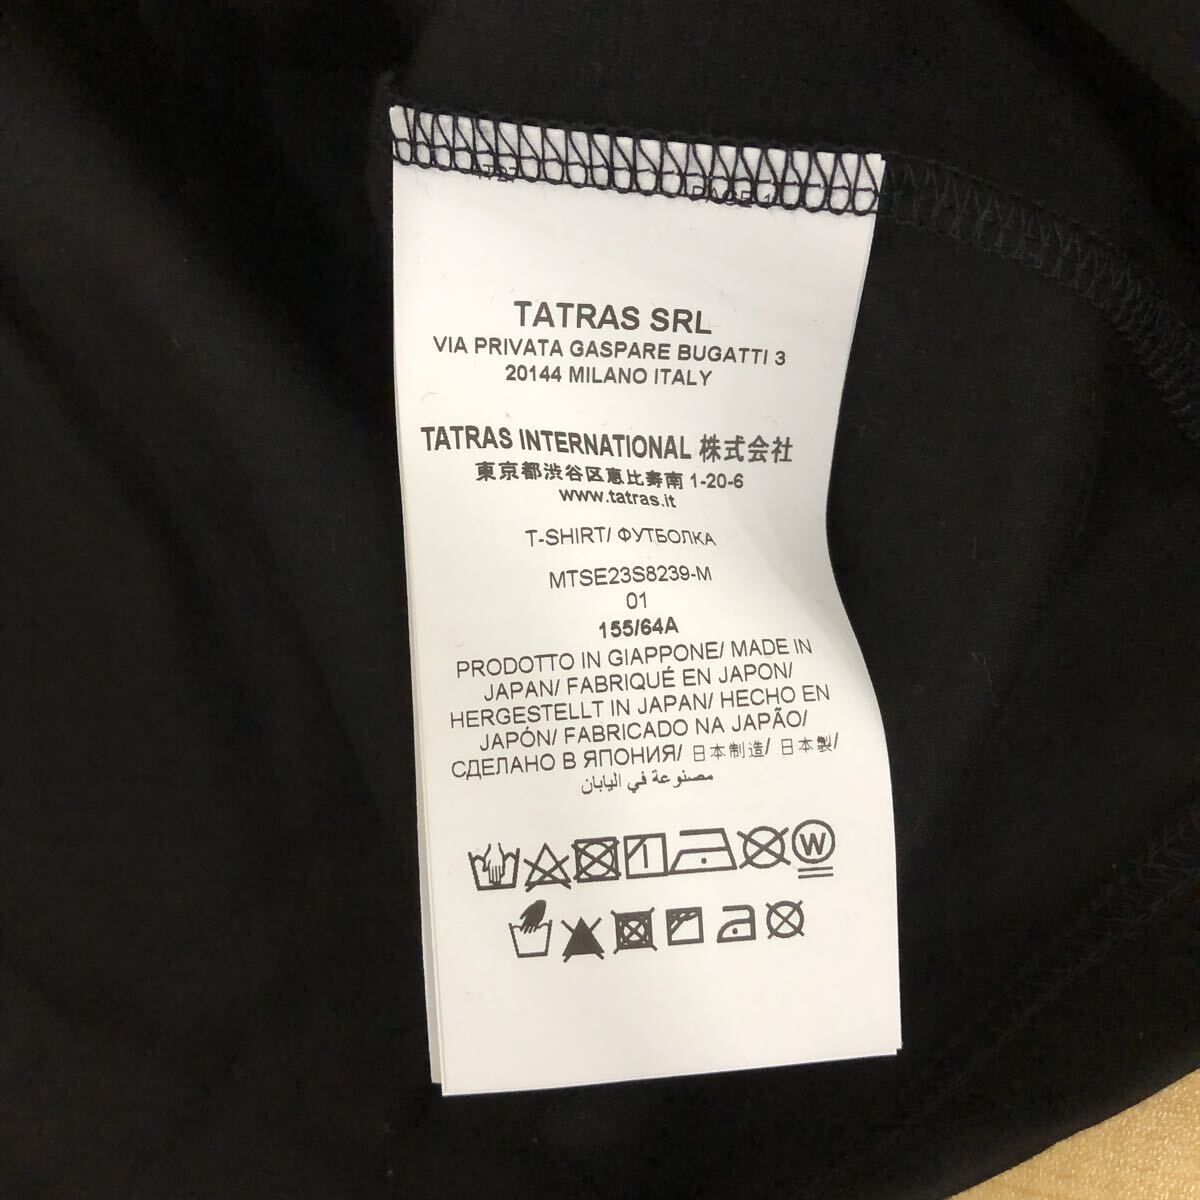 TATRAS SRL
VIA PRIVATA GASPARE BUGATTI 3
20144 MILANO ITALY
TATRAS INTERNATIONAL 株式会社
東京都渋谷区恵比寿南 1-20-6
www.tatras.it
T-SHIRT/ ФУТБОЛКА
MTSE23S8239-M
01
155/64A
PRODOTTO IN GIAPPONE/ MADE IN
JAPAN/ FABRIQUÉ EN JAPON/
HERGESTELLT IN JAPAN/ HECHO EN
JAPÓN/ FABRICADO NA JAPÃO/
СДЕЛАНО В ЯПОНИЯ/ 日本制造/ 日本製/
مصنوعة في اليابان
W